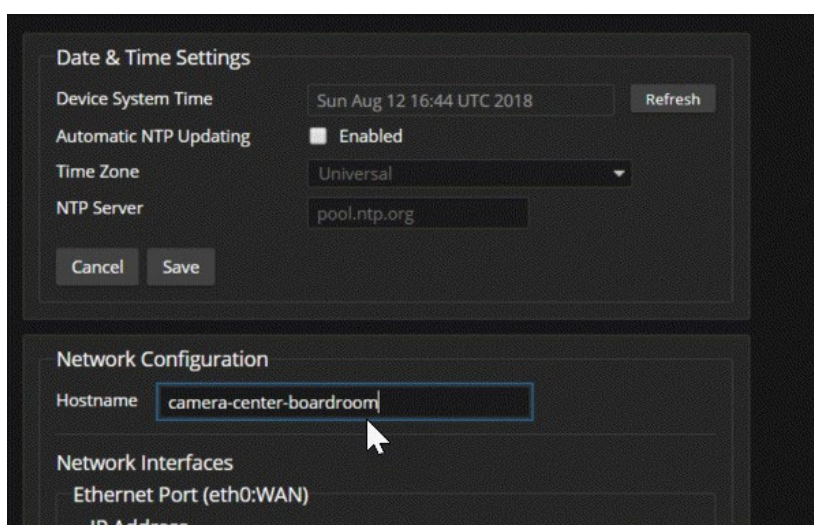 Date & Time Settings
Device System Time Sun Aug 12 16:44 UTC 2018 Refresh
Automatic NTP Updating Enabled
Time Zone Universal
NTP Server pool.ntp.org
Cancel Save
Network Configuration
Hostname camera-center-boardroom
Network Interfaces
Ethernet Port (eth0:WAN)
IP Address